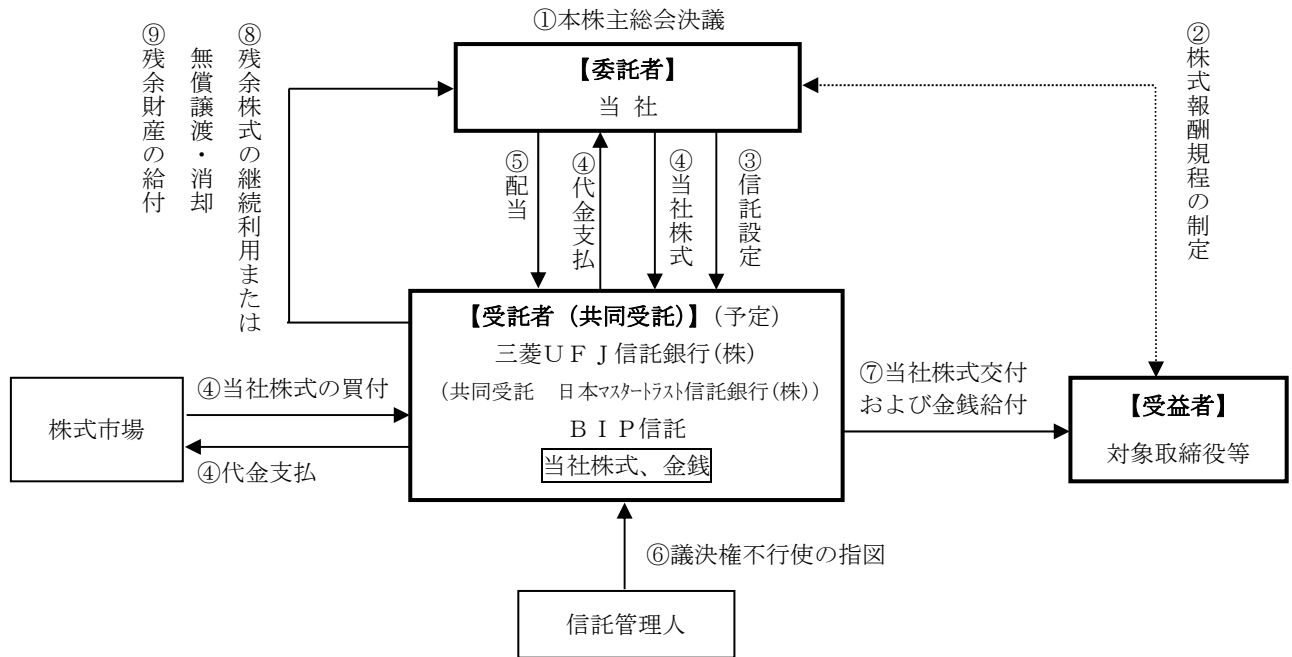 ①本株主総会決議
【委託者】
当 社
⑨残余財産の給付
⑧残余株式の継続利用または
無償譲渡・消却
②株式報酬規程の制定
⑤配当
④代金支払
④当社株式
③信託設定
【受託者（共同受託）】(予定)
三菱ＵＦＪ信託銀行(株)
(共同受託　日本ﾏｽﾀｰﾄﾗｽﾄ信託銀行(株))
ＢＩＰ信託
当社株式、金銭
株式市場
④当社株式の買付
④代金支払
⑦当社株式交付
および金銭給付
【受益者】
対象取締役等
⑥議決権不行使の指図
信託管理人